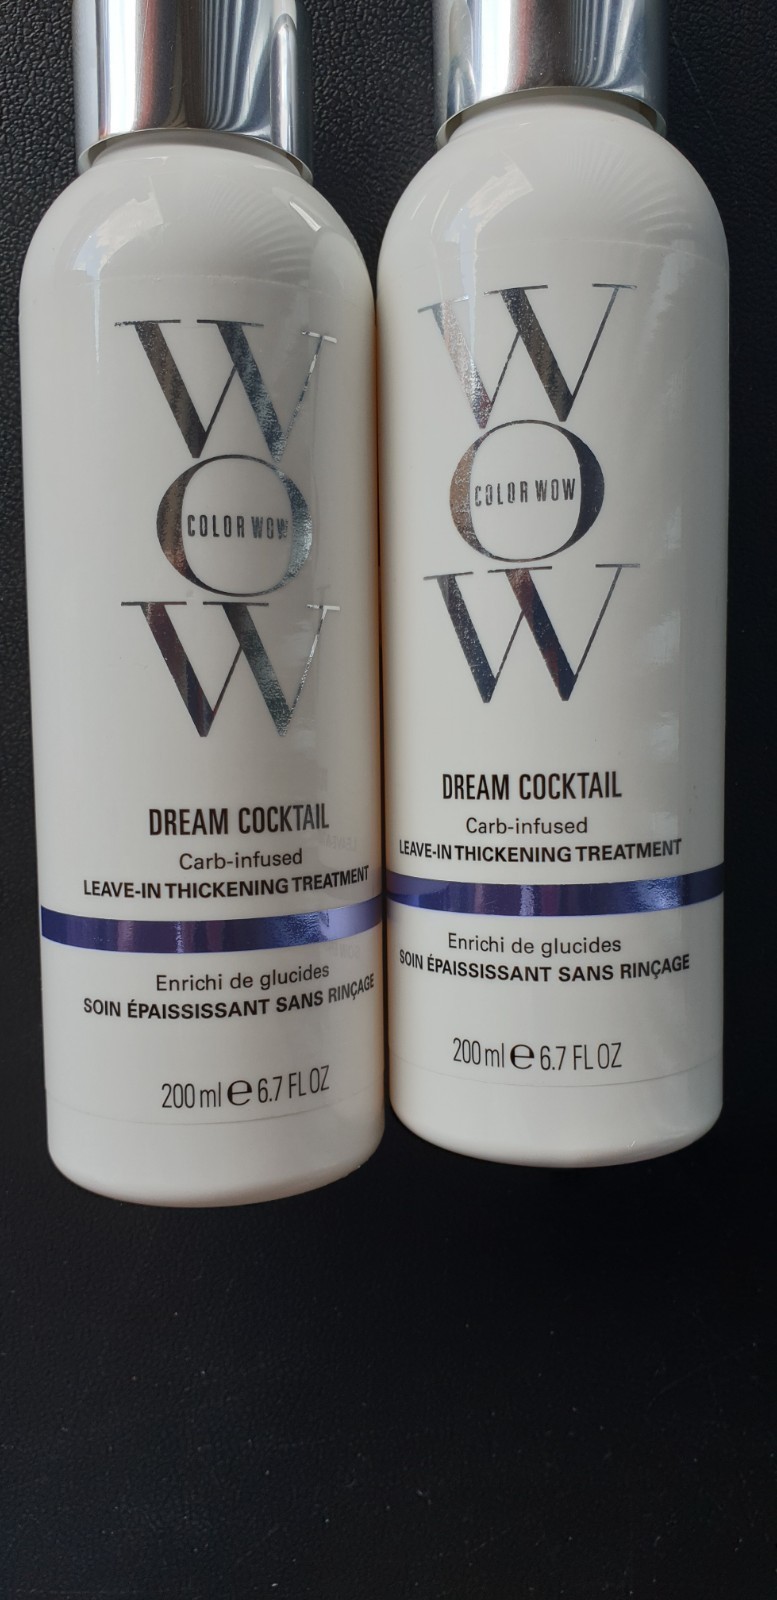 W
O
COLOR WOW
W
DREAM COCKTAIL
Carb-infused
LEAVE-IN THICKENING TREATMENT
Enrichi de glucides
SOIN ÉPAISSISSANT SANS RINÇAGE
200 ml e 6.7 FL OZ
W
O
COLOR WOW
W
DREAM COCKTAIL
Carb-infused
LEAVE-IN THICKENING TREATMENT
Enrichi de glucides
SOIN ÉPAISSISSANT SANS RINÇAGE
200 ml e 6.7 FL OZ